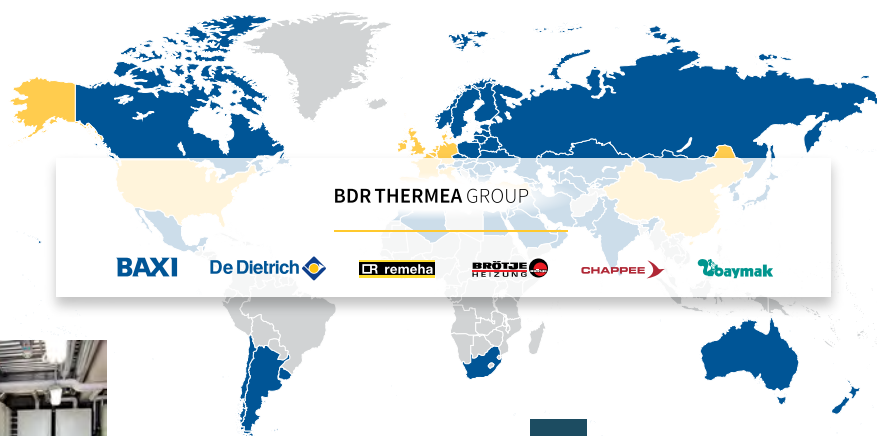 BDR THERMEA GROUP
BAXI
De Dietrich
remeha
BRÖTJE
HEIZUNG
CHAPPEE
baymak